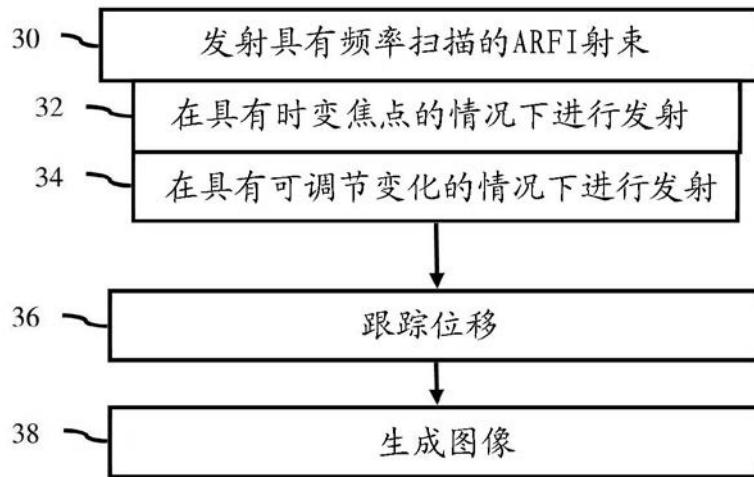 30 发射具有频率扫描的ARFI射束
32 在具有时变焦点的情况下进行发射
34 在具有可调节变化的情况下进行发射
36 跟踪位移
38 生成图像